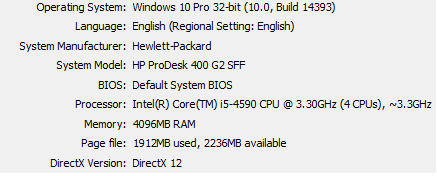 Operating System: Windows 10 Pro 32-bit (10.0, Build 14393)
Language: English (Regional Setting: English)
System Manufacturer: Hewlett-Packard
System Model: HP ProDesk 400 G2 SFF
BIOS: Default System BIOS
Processor: Intel(R) Core(TM) i5-4590 CPU @ 3.30GHz (4 CPUs), ~3.3GHz
Memory: 4096MB RAM
Page file: 1912MB used, 2236MB available
DirectX Version: DirectX 12